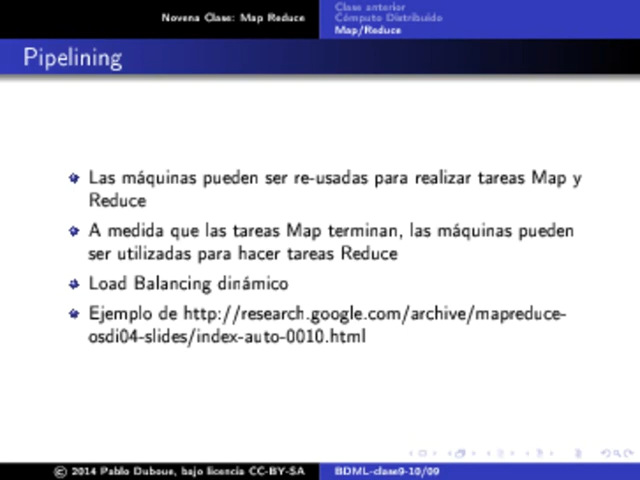 Novena Clase: Map Reduce
Clase anterior
Cómputo Distribuido
Map/Reduce
Pipelining
Las máquinas pueden ser re-usadas para realizar tareas Map y
Reduce
A medida que las tareas Map terminan, las máquinas pueden
ser utilizadas para hacer tareas Reduce
Load Balancing dinámico
Ejemplo de http://research.google.com/archive/mapreduce-
osdi04-slides/index-auto-0010.html
© 2014 Pablo Duboue, bajo licencia CC-BY-SA
BDML-clase9-10/09